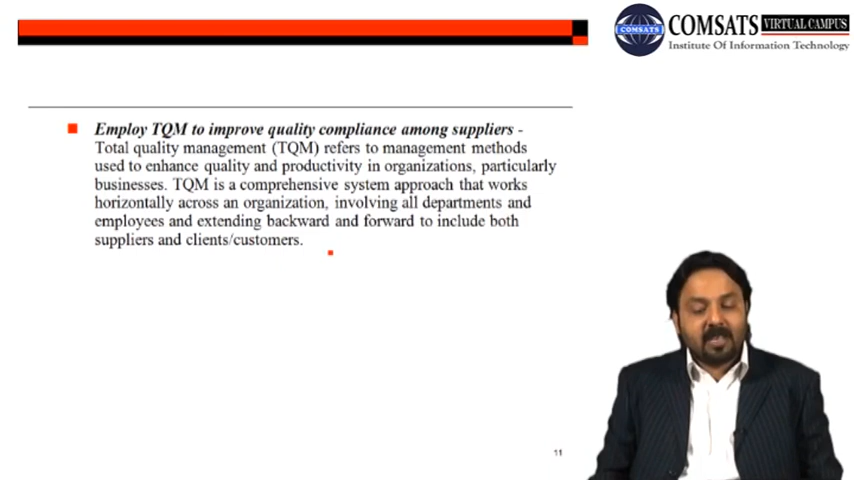 COMSATS VIRTUAL CAMPUS
COMSATS
Institute Of Information Technology
Employ TQM to improve quality compliance among suppliers -
Total quality management (TQM) refers to management methods
used to enhance quality and productivity in organizations, particularly
businesses. TQM is a comprehensive system approach that works
horizontally across an organization, involving all departments and
employees and extending backward and forward to include both
suppliers and clients/customers.
11